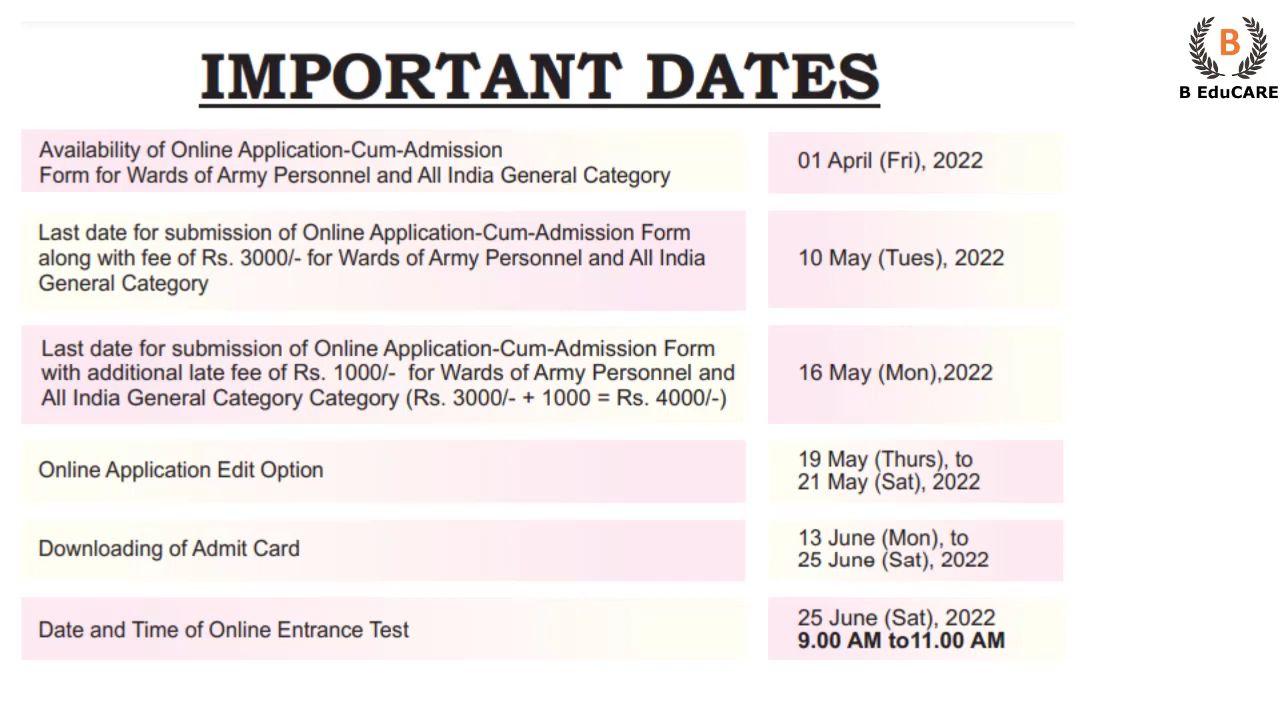 IMPORTANT DATES
B
B EduCARE
Availability of Online Application-Cum-Admission
Form for Wards of Army Personnel and All India General Category
01 April (Fri), 2022
Last date for submission of Online Application-Cum-Admission Form
along with fee of Rs. 3000/- for Wards of Army Personnel and All India
General Category
10 May (Tues), 2022
Last date for submission of Online Application-Cum-Admission Form
with additional late fee of Rs. 1000/- for Wards of Army Personnel and
All India General Category Category (Rs. 3000/- + 1000 = Rs. 4000/-)
16 May (Mon),2022
Online Application Edit Option
19 May (Thurs), to
21 May (Sat), 2022
Downloading of Admit Card
13 June (Mon), to
25 June (Sat), 2022
Date and Time of Online Entrance Test
25 June (Sat), 2022
9.00 AM to11.00 AM